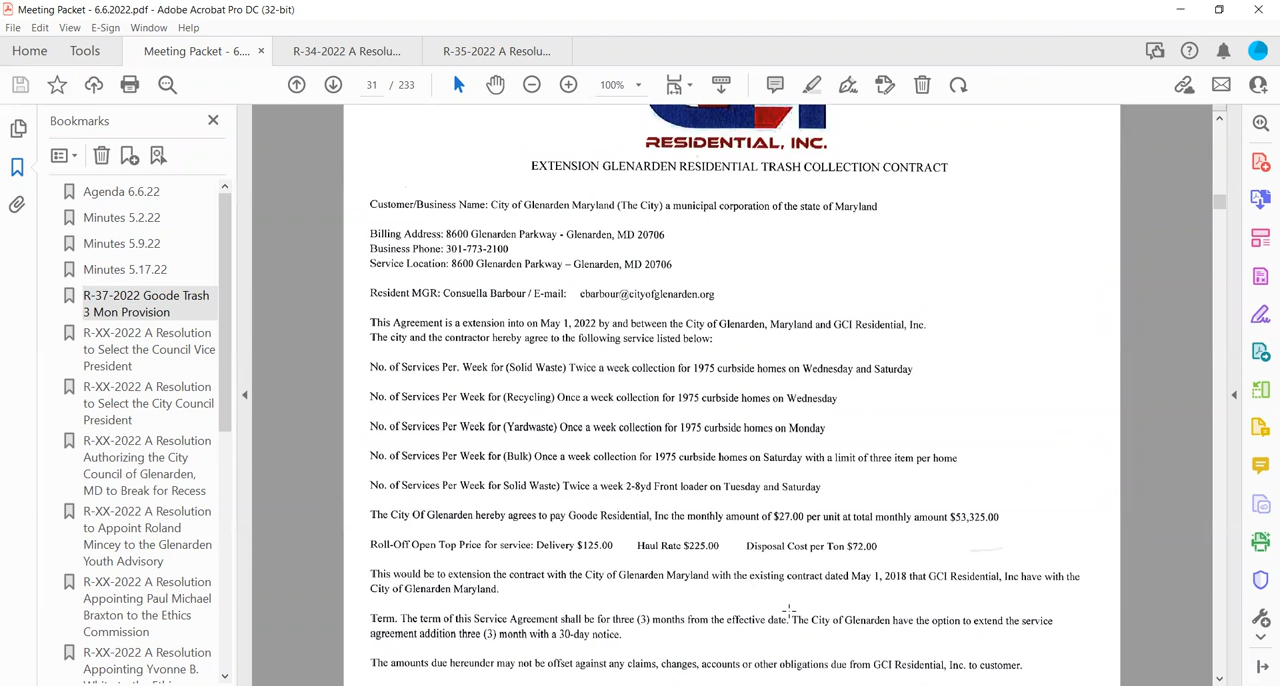 Meeting Packet - 6.6.2022.pdf - Adobe Acrobat Pro DC (32-bit)
File Edit View E-Sign Window Help
Home Tools Meeting Packet - 6.... × R-34-2022 A Resolu... R-35-2022 A Resolu...
31 / 233 100%
Bookmarks
Agenda 6.6.22
Minutes 5.2.22
Minutes 5.9.22
Minutes 5.17.22
R-37-2022 Goode Trash
3 Mon Provision
R-XX-2022 A Resolution
to Select the Council Vice
President
R-XX-2022 A Resolution
to Select the City Council
President
R-XX-2022 A Resolution
Authorizing the City
Council of Glenarden,
MD to Break for Recess
R-XX-2022 A Resolution
to Appoint Roland
Mincey to the Glenarden
Youth Advisory
R-XX-2022 A Resolution
Appointing Paul Michael
Braxton to the Ethics
Commission
R-XX-2022 A Resolution
Appointing Yvonne B.
RESIDENTIAL, INC.
EXTENSION GLENARDEN RESIDENTIAL TRASH COLLECTION CONTRACT
Customer/Business Name: City of Glenarden Maryland (The City) a municipal corporation of the state of Maryland
Billing Address: 8600 Glenarden Parkway - Glenarden, MD 20706
Business Phone: 301-773-2100
Service Location: 8600 Glenarden Parkway – Glenarden, MD 20706
Resident MGR: Consuella Barbour / E-mail: cbarbour@cityofglenarden.org
This Agreement is a extension into on May 1, 2022 by and between the City of Glenarden, Maryland and GCI Residential, Inc.
The city and the contractor hereby agree to the following service listed below:
No. of Services Per. Week for (Solid Waste) Twice a week collection for 1975 curbside homes on Wednesday and Saturday
No. of Services Per Week for (Recycling) Once a week collection for 1975 curbside homes on Wednesday
No. of Services Per Week for (Yardwaste) Once a week collection for 1975 curbside homes on Monday
No. of Services Per Week for (Bulk) Once a week collection for 1975 curbside homes on Saturday with a limit of three item per home
No. of Services Per Week for Solid Waste) Twice a week 2-8yd Front loader on Tuesday and Saturday
The City Of Glenarden hereby agrees to pay Goode Residential, Inc the monthly amount of $27.00 per unit at total monthly amount $53,325.00
Roll-Off Open Top Price for service: Delivery $125.00 Haul Rate $225.00 Disposal Cost per Ton $72.00
This would be to extension the contract with the City of Glenarden Maryland with the existing contract dated May 1, 2018 that GCI Residential, Inc have with the
City of Glenarden Maryland.
Term. The term of this Service Agreement shall be for three (3) months from the effective date. The City of Glenarden have the option to extend the service
agreement addition three (3) month with a 30-day notice.
The amounts due hereunder may not be offset against any claims, changes, accounts or other obligations due from GCI Residential, Inc. to customer.